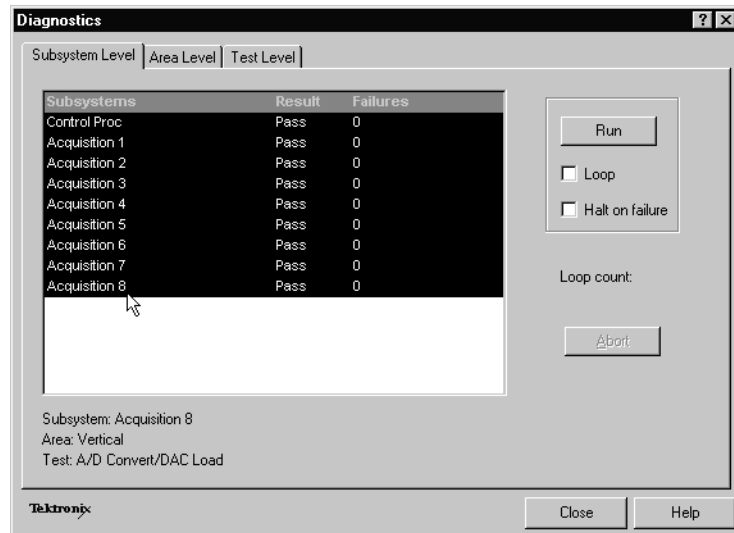 Diagnostics
Subsystem Level Area Level Test Level
Subsystems Result Failures
Control Proc Pass 0
Acquisition 1 Pass 0
Acquisition 2 Pass 0
Acquisition 3 Pass 0
Acquisition 4 Pass 0
Acquisition 5 Pass 0
Acquisition 6 Pass 0
Acquisition 7 Pass 0
Acquisition 8 Pass 0
Run
Loop
Halt on failure
Loop count:
Abort
Subsystem: Acquisition 8
Area: Vertical
Test: A/D Convert/DAC Load
Tektronix
Close Help